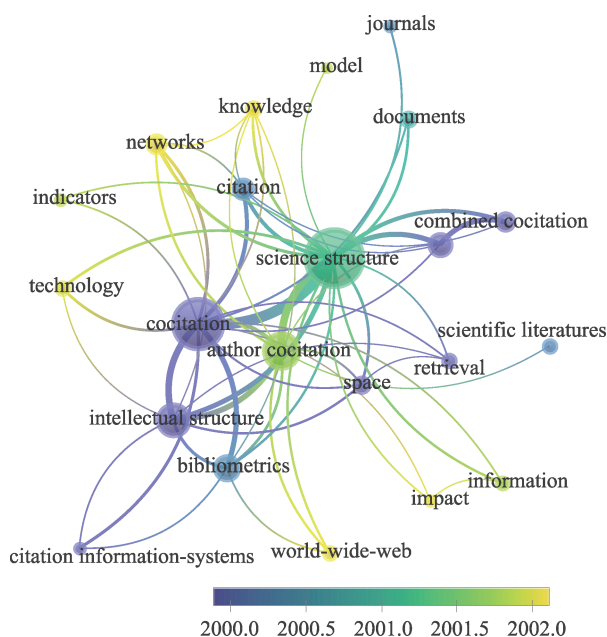 journals
model
knowledge
documents
networks
citation
indicators
combined cocitation
science structure
technology
cocitation
scientific literatures
author cocitation
retrieval
space
intellectual structure
bibliometrics
information
impact
world-wide-web
citation information-systems
2000.0 2000.5 2001.0 2001.5 2002.0